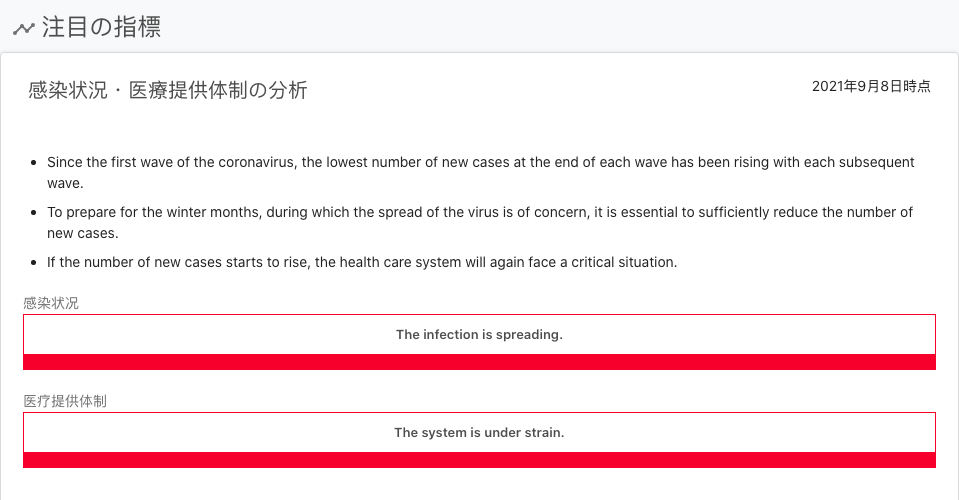 注目の指標
感染状況・医療提供体制の分析
2021年9月8日時点
Since the first wave of the coronavirus, the lowest number of new cases at the end of each wave has been rising with each subsequent
wave.
To prepare for the winter months, during which the spread of the virus is of concern, it is essential to sufficiently reduce the number of
new cases.
If the number of new cases starts to rise, the health care system will again face a critical situation.
感染状况
The infection is spreading.
医疗提供体制
The system is under strain.